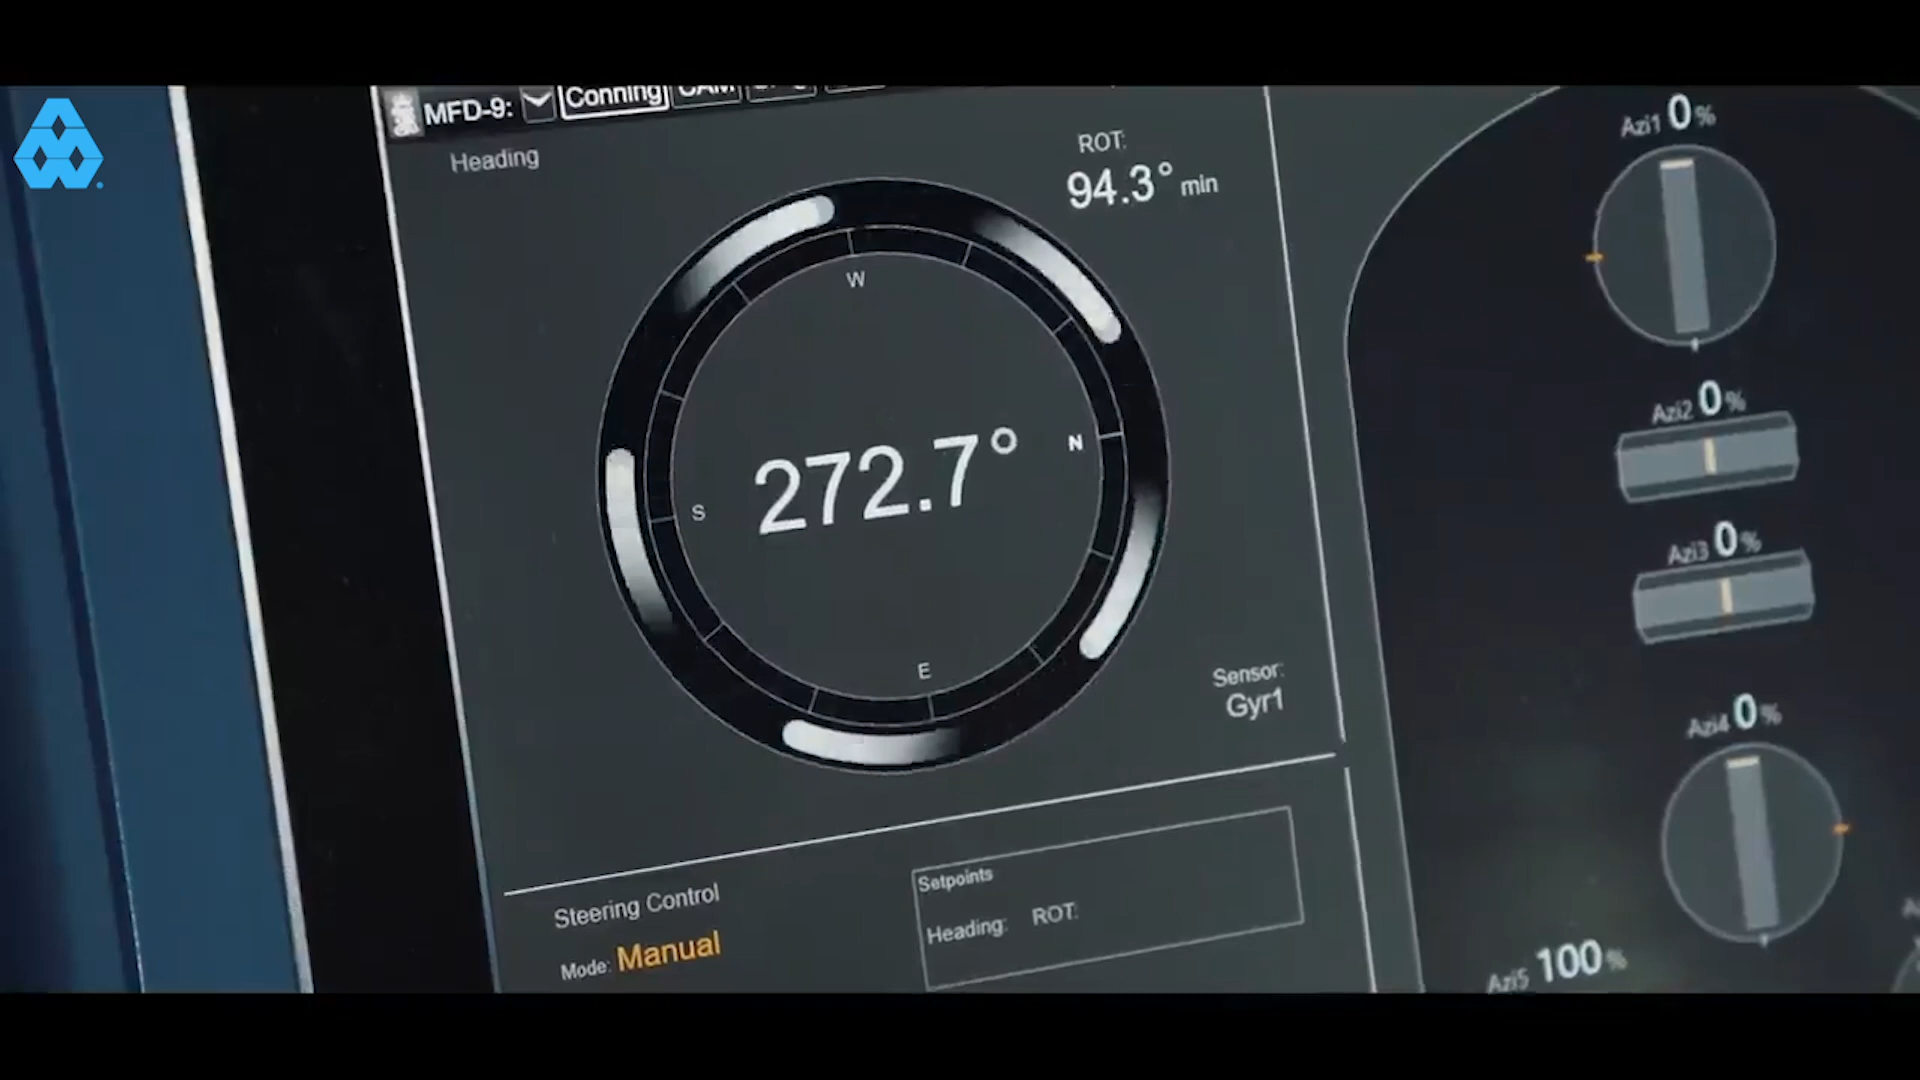 MFD-9: Conning CAM
Heading
ROT:
94.3° min
W
N
272.7°
S
E
Sensor:
Gyr1
Steering Control
Mode: Manual
Setpoints
Heading: ROT:
Azi1 0 %
Azi2 0 %
Azi3 0 %
Azi4 0 %
Azi5 100 %